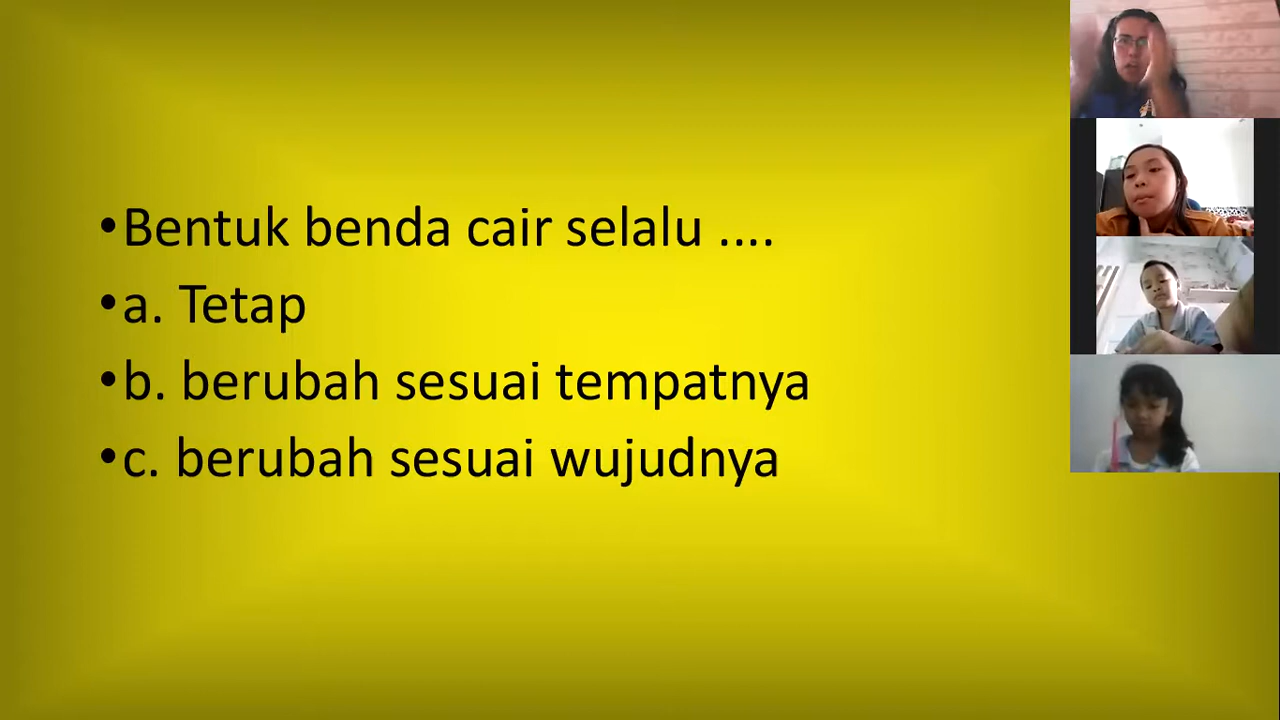 •Bentuk benda cair selalu ....
•a. Tetap
•b. berubah sesuai tempatnya
•c. berubah sesuai wujudnya